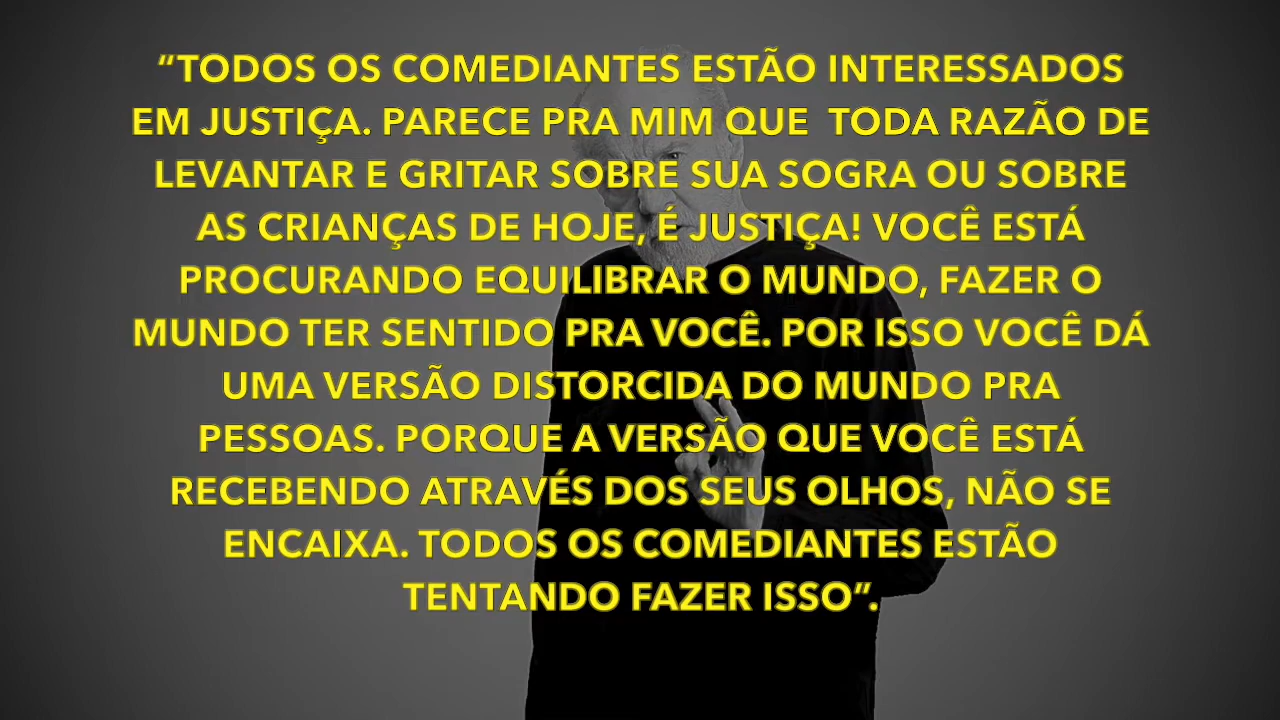 “TODOS OS COMEDIANTES ESTÃO INTERESSADOS
EM JUSTIÇA. PARECE PRA MIM QUE  TODA RAZÃO DE
LEVANTAR E GRITAR SOBRE SUA SOGRA OU SOBRE
AS CRIANÇAS DE HOJE, É JUSTIÇA! VOCÊ ESTÁ
PROCURANDO EQUILIBRAR O MUNDO, FAZER O
MUNDO TER SENTIDO PRA VOCÊ. POR ISSO VOCÊ DÁ
UMA VERSÃO DISTORCIDA DO MUNDO PRA
PESSOAS. PORQUE A VERSÃO QUE VOCÊ ESTÁ
RECEBENDO ATRAVÉS DOS SEUS OLHOS, NÃO SE
ENCAIXA. TODOS OS COMEDIANTES ESTÃO
TENTANDO FAZER ISSO”.